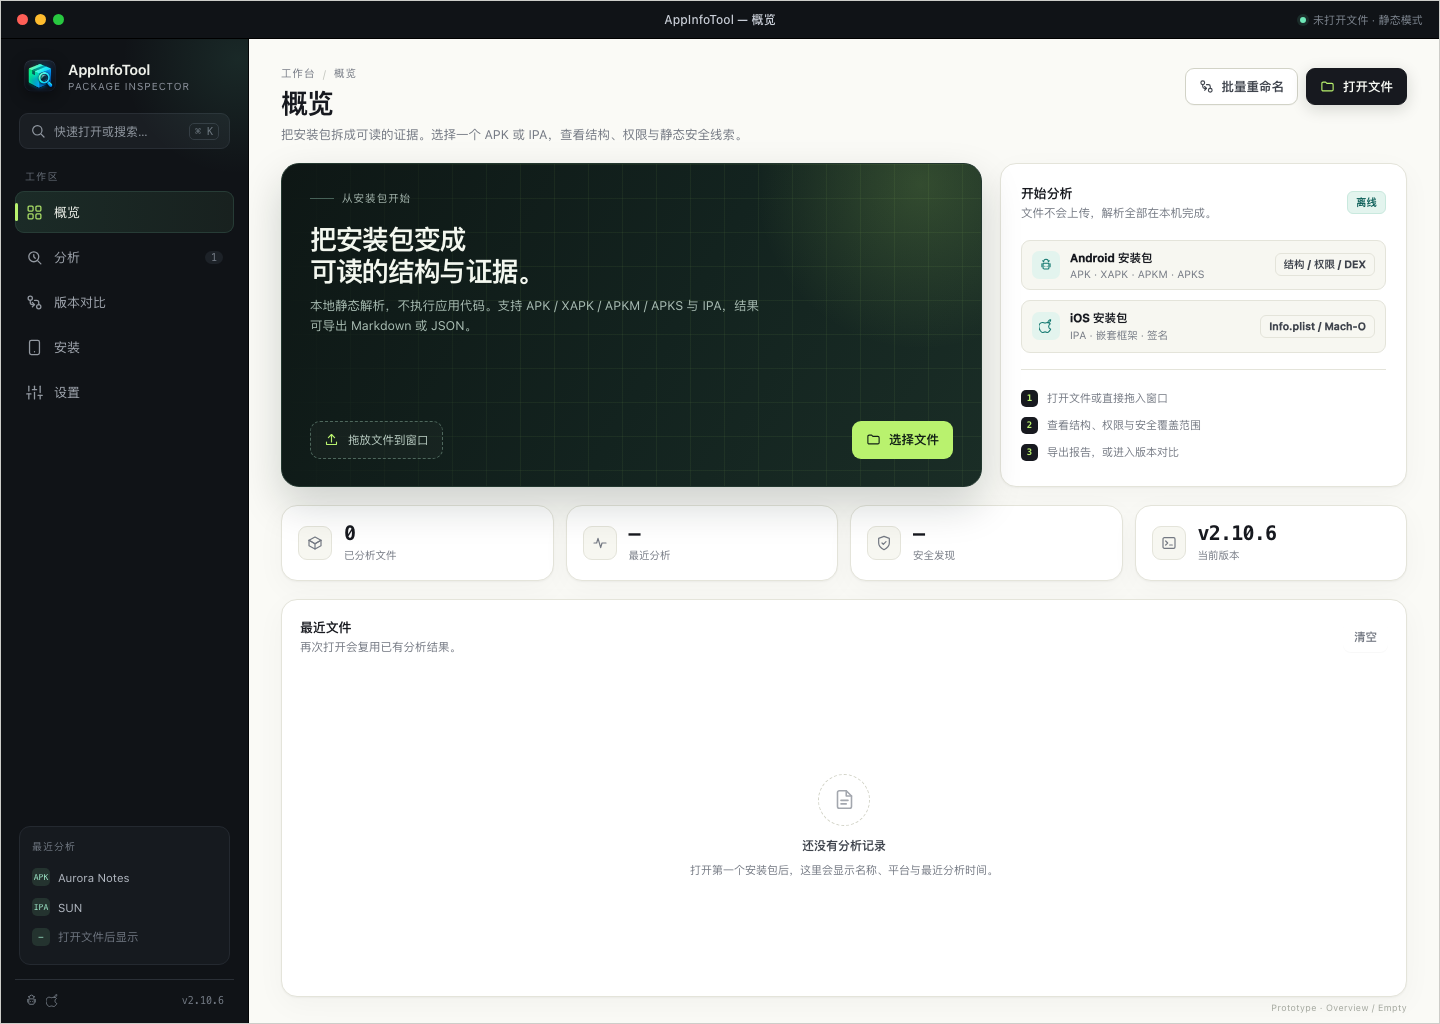 AppInfoTool — 概览
未打开文件 · 静态模式
AppInfoTool
PACKAGE INSPECTOR
快速打开或搜索...
⌘ K
工作区
概览
分析
1
版本对比
安装
设置
最近分析
APK Aurora Notes
IPA SUN
– 打开文件后显示
v2.10.6
工作台 / 概览
概览
把安装包拆成可读的证据。选择一个 APK 或 IPA，查看结构、权限与静态安全线索。
批量重命名
打开文件
从安装包开始
把安装包变成
可读的结构与证据。
本地静态解析，不执行应用代码。支持 APK / XAPK / APKM / APKS 与 IPA，结果
可导出 Markdown 或 JSON。
拖放文件到窗口
选择文件
开始分析
文件不会上传，解析全部在本机完成。
离线
Android 安装包
APK · XAPK · APKM · APKS
结构 / 权限 / DEX
iOS 安装包
IPA · 嵌套框架 · 签名
Info.plist / Mach-O
1 打开文件或直接拖入窗口
2 查看结构、权限与安全覆盖范围
3 导出报告，或进入版本对比
0
已分析文件
—
最近分析
—
安全发现
v2.10.6
当前版本
最近文件
再次打开会复用已有分析结果。
清空
还没有分析记录
打开第一个安装包后，这里会显示名称、平台与最近分析时间。
Prototype · Overview / Empty